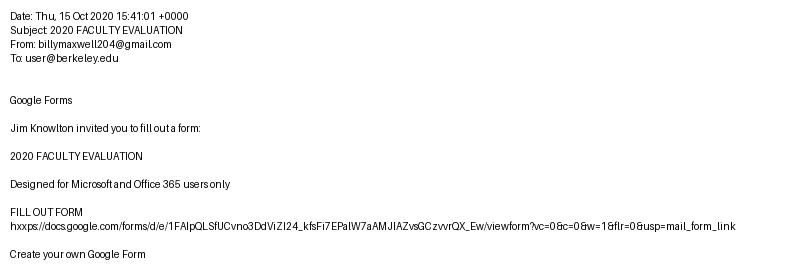 Date: Thu, 15 Oct 2020 15:41:01 +0000
Subject: 2020 FACULTY EVALUATION
From: billymaxwell204@gmail.com
To: user@berkeley.edu
Google Forms
Jim Knowlton invited you to fill out a form:
2020 FACULTY EVALUATION
Designed for Microsoft and Office 365 users only
FILL OUT FORM
hxxps://docs.google.com/forms/d/e/1FAIpQLSfUCvno3DdViZI24_kfsFi7EPalW7aAMJIAZvsGCzvvrQX_Ew/viewform?vc=0&c=0&w=1&flr=0&usp=mail_form_link
Create your own Google Form